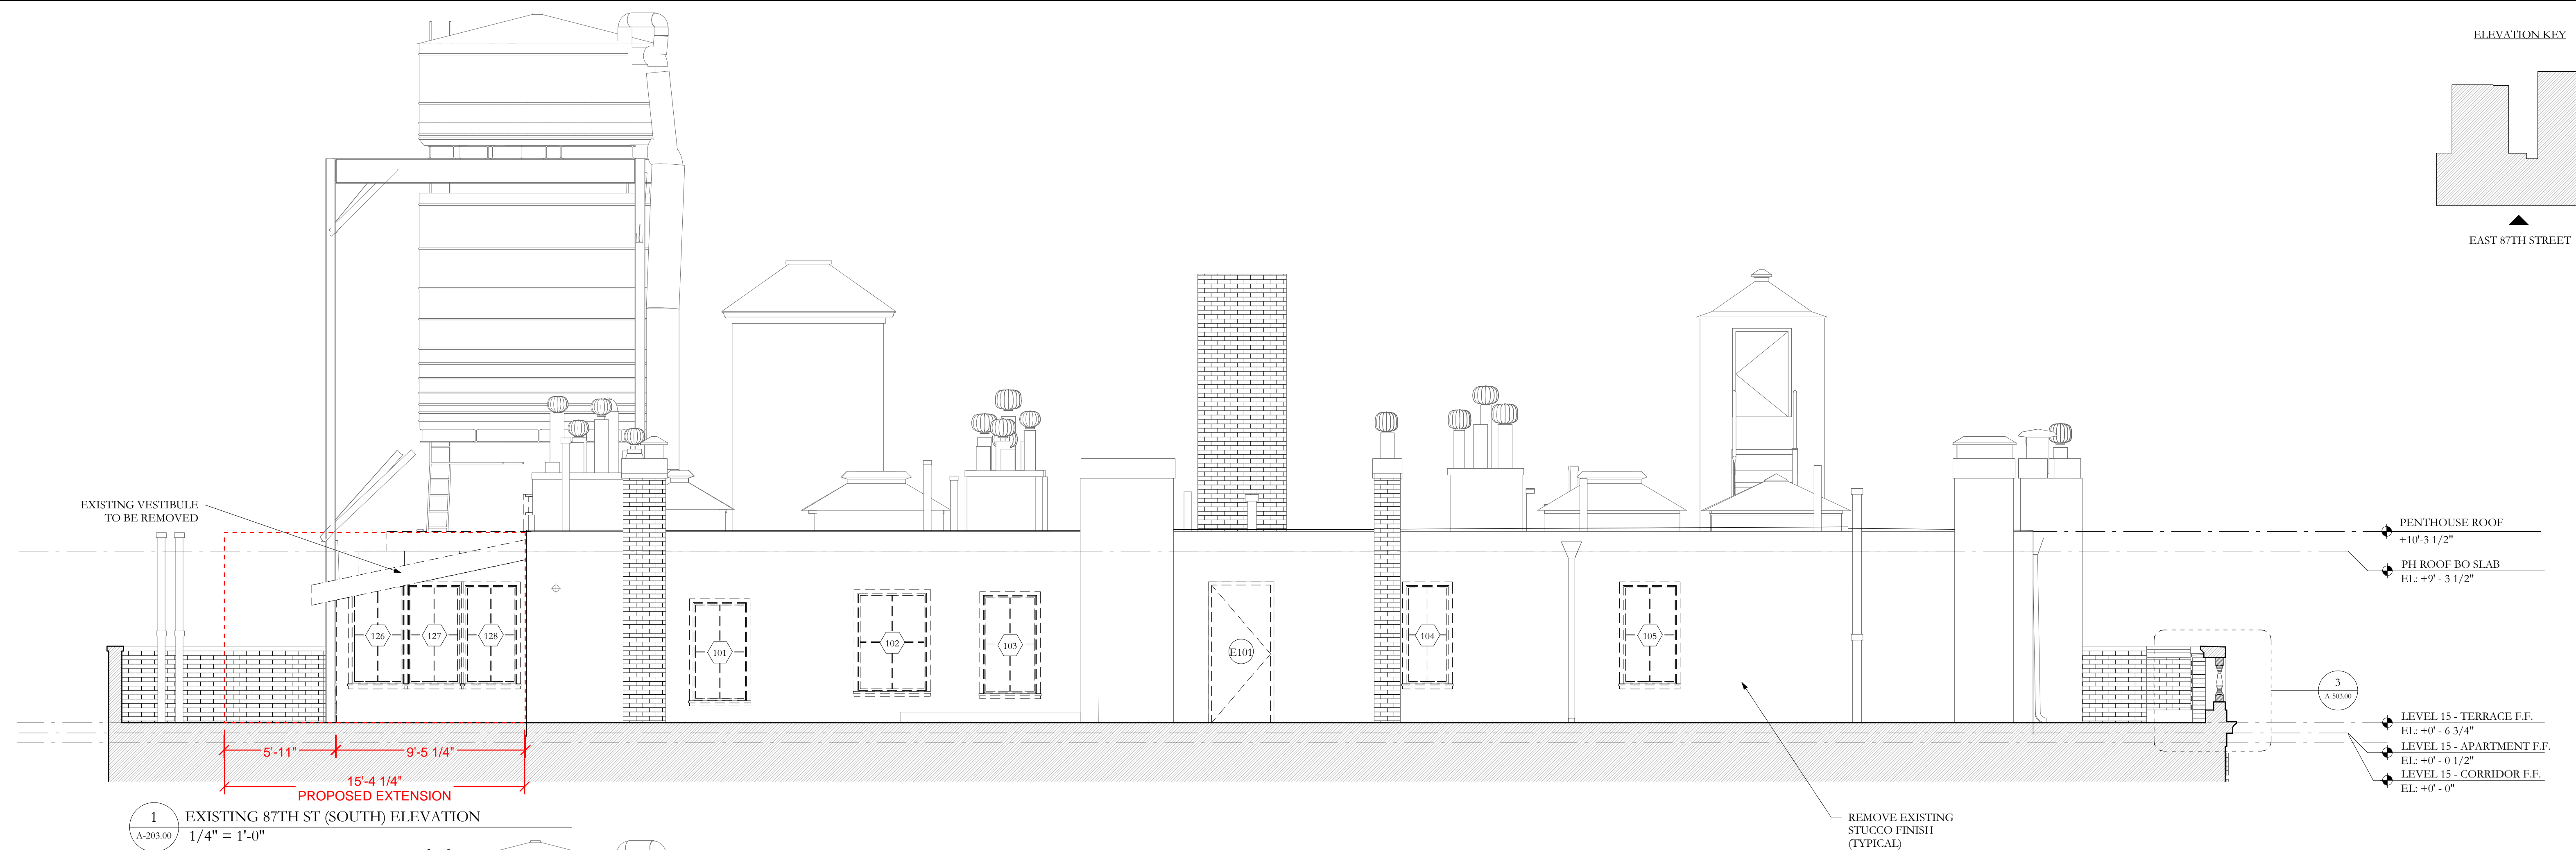 ELEVATION KEY
EAST 87TH STREET
EXISTING VESTIBULE
TO BE REMOVED
PENTHOUSE ROOF
+10'-3 1/2"
PH ROOF BO SLAB
EL: +9' - 3 1/2"
126
127
128
101
102
103
E101
104
105
3
A-503.00
LEVEL 15 - TERRACE F.F.
EL: +0' - 6 3/4"
LEVEL 15 - APARTMENT F.F.
EL: +0' - 0 1/2"
LEVEL 15 - CORRIDOR F.F.
EL: +0' - 0"
5'-11"
9'-5 1/4"
15'-4 1/4"
PROPOSED EXTENSION
1
A-203.00
EXISTING 87TH ST (SOUTH) ELEVATION
1/4" = 1'-0"
REMOVE EXISTING
STUCCO FINISH
(TYPICAL)